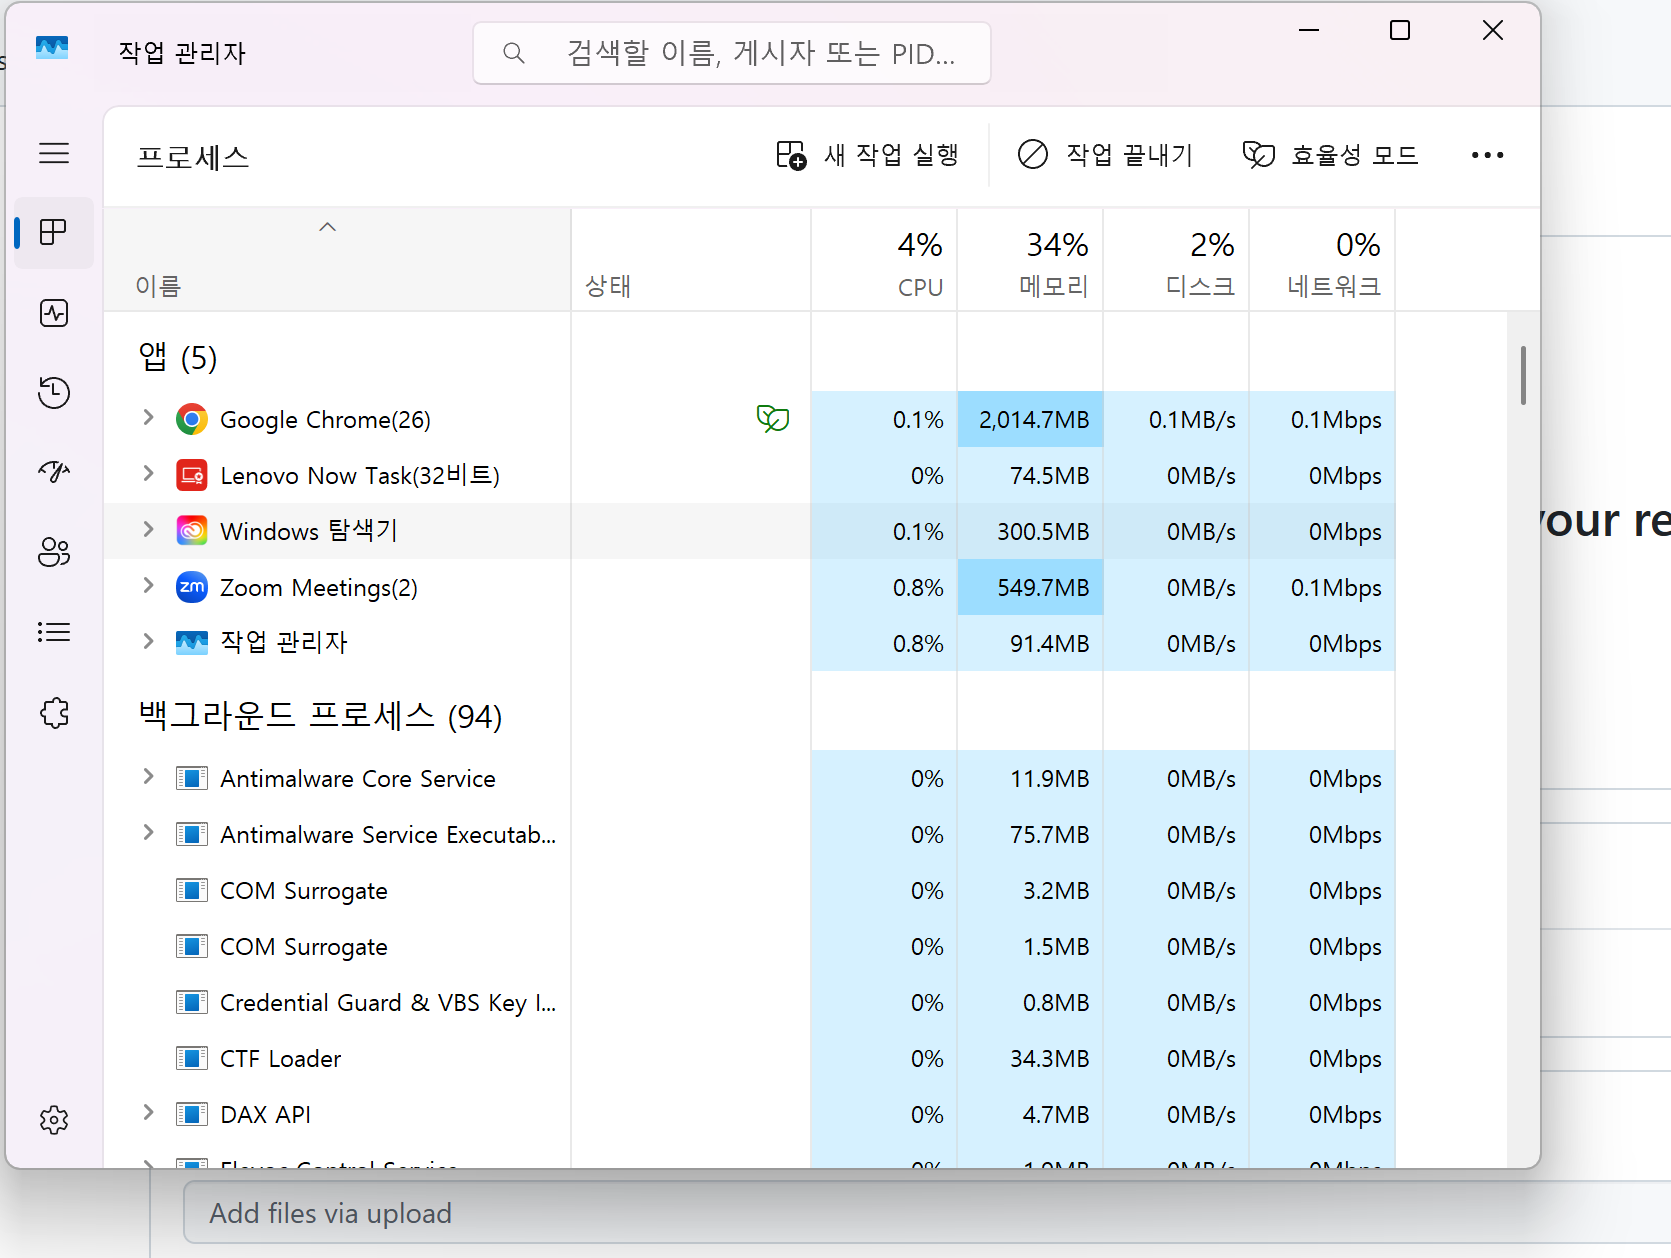 작업 관리자
검색할 이름, 게시자 또는 PID...
프로세스
새 작업 실행
작업 끝내기
효율성 모드
이름 상태 4% CPU 34% 메모리 2% 디스크 0% 네트워크
앱 (5)
Google Chrome(26) 0.1% 2,014.7MB 0.1MB/s 0.1Mbps
Lenovo Now Task(32비트) 0% 74.5MB 0MB/s 0Mbps
Windows 탐색기 0.1% 300.5MB 0MB/s 0Mbps
zm Zoom Meetings(2) 0.8% 549.7MB 0MB/s 0.1Mbps
작업 관리자 0.8% 91.4MB 0MB/s 0Mbps
백그라운드 프로세스 (94)
Antimalware Core Service 0% 11.9MB 0MB/s 0Mbps
Antimalware Service Executab... 0% 75.7MB 0MB/s 0Mbps
COM Surrogate 0% 3.2MB 0MB/s 0Mbps
COM Surrogate 0% 1.5MB 0MB/s 0Mbps
Credential Guard & VBS Key I... 0% 0.8MB 0MB/s 0Mbps
CTF Loader 0% 34.3MB 0MB/s 0Mbps
DAX API 0% 4.7MB 0MB/s 0Mbps
your re
Add files via upload